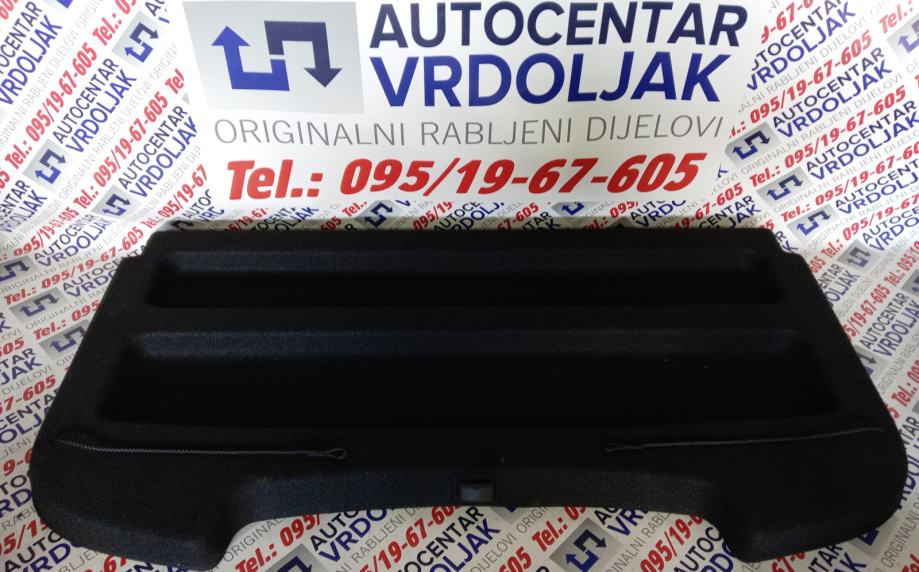 AUTOCENTAR
VRDOLJAK
ORIGINALNI RABLJENI DIJELOVI
Tel.: 095/19-67-605